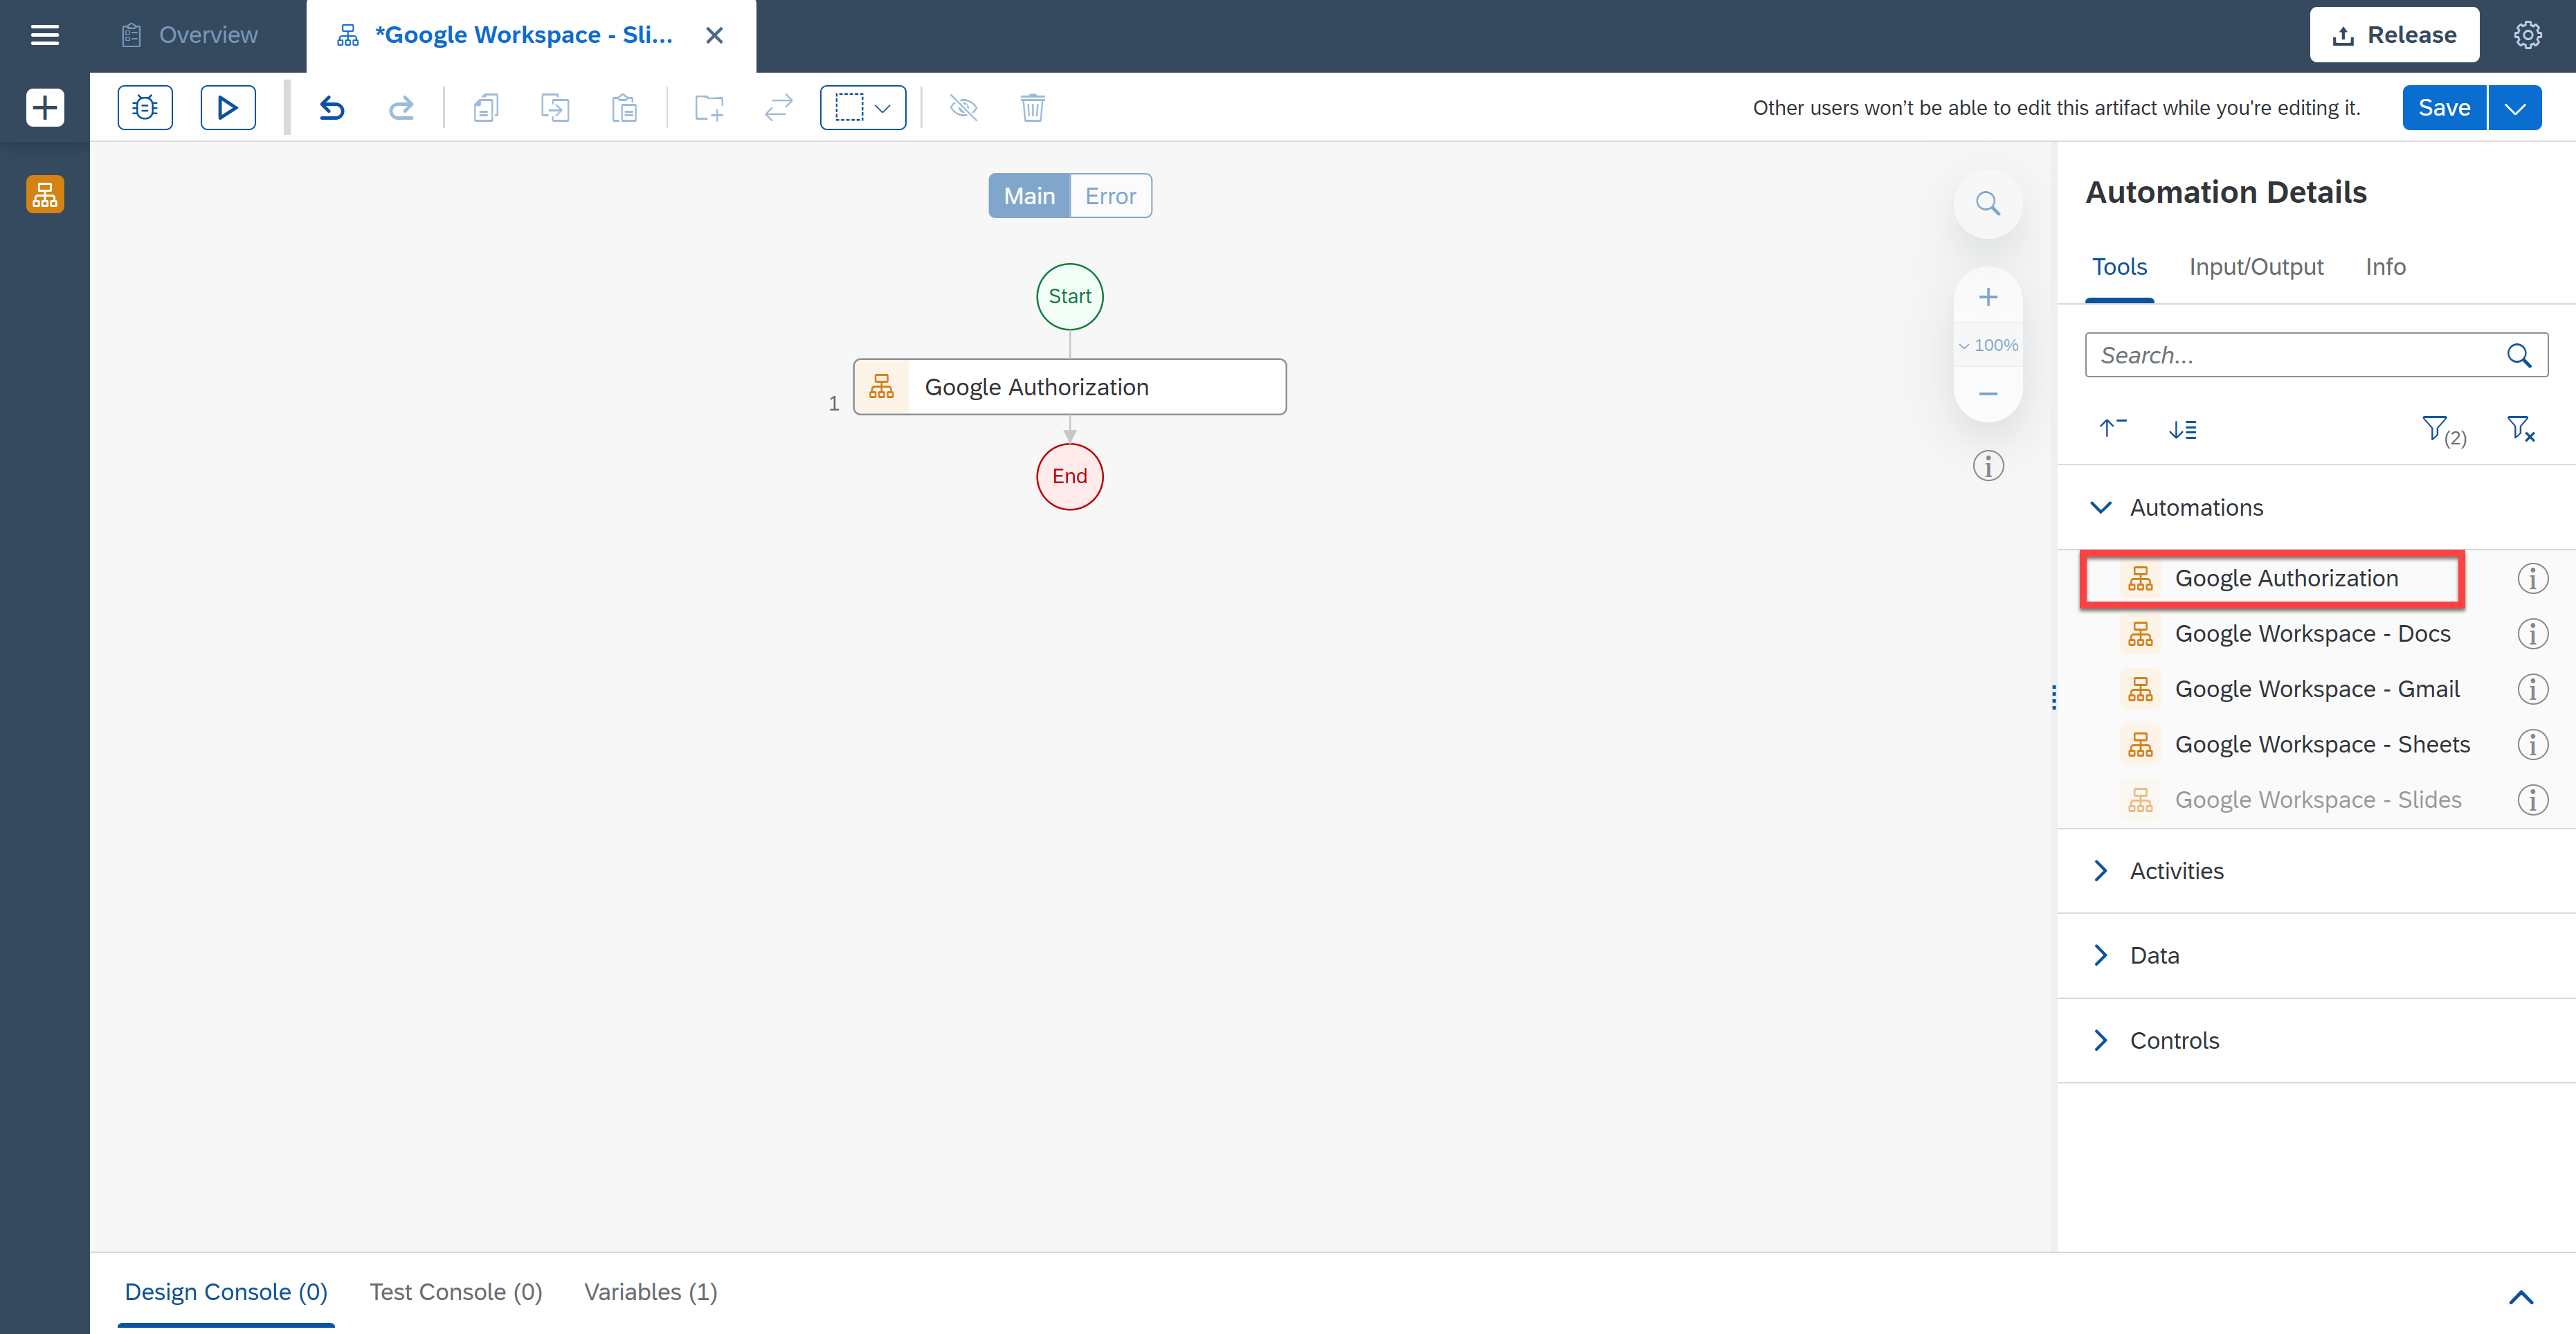 Overview
*Google Workspace - Sli...
Release
Other users won't be able to edit this artifact while you're editing it.
Save
Main
Error
Start
1
Google Authorization
End
100%
Automation Details
Tools
Input/Output
Info
Search...
(2)
Automations
Google Authorization
Google Workspace - Docs
Google Workspace - Gmail
Google Workspace - Sheets
Google Workspace - Slides
Activities
Data
Controls
Design Console (0)
Test Console (0)
Variables (1)